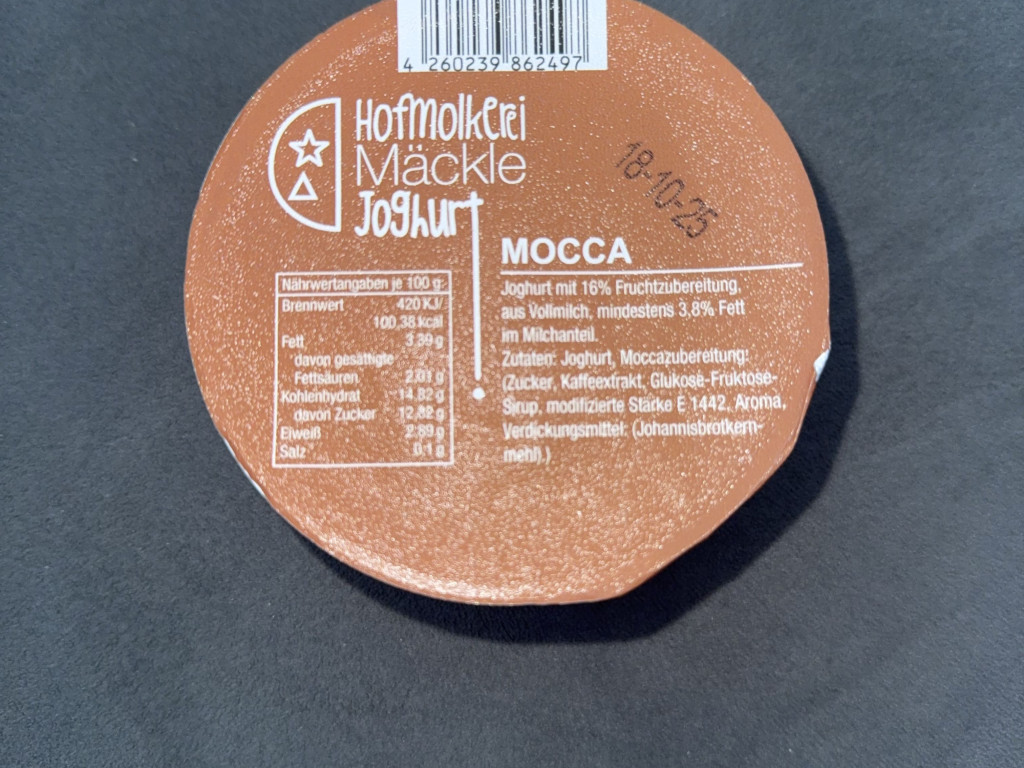 4 260239 862497
Hofmolkerei
Mäckle
Joghurt
18-10-25
MOCCA
Joghurt mit 16% Fruchtzubereitung,
aus Vollmilch, mindestens 3,8% Fett
im Milchanteil.
Zutaten: Joghurt, Moccazubereitung:
(Zucker, Kaffeextrakt, Glukose-Fruktose-
Sirup, modifizierte Stärke E 1442, Aroma,
Verdickungsmittel: (Johannisbrotkern-
mehl).)
Nährwertangaben je 100 g:
Brennwert 420 KJ/
100,38 kcal
Fett 3,39 g
davon gesättigte
Fettsäuren 2,01 g
Kohlenhydrat 14,82 g
davon Zucker 12,82 g
Eiweiß 2,89 g
Salz 0,1 g